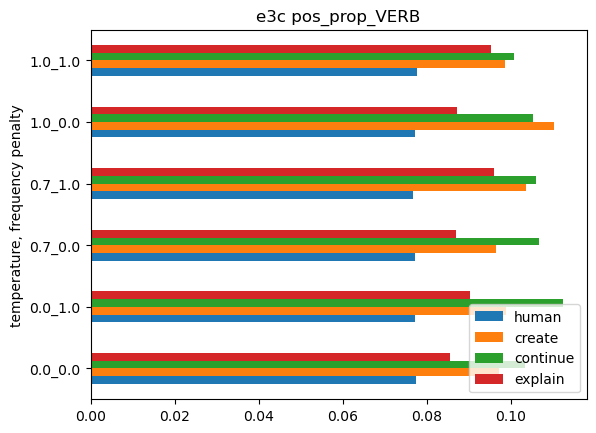 e3c pos_prop_VERB
temperature, frequency penalty
1.0_1.0
1.0_0.0
0.7_1.0
0.7_0.0
0.0_1.0
0.0_0.0
human
create
continue
explain
0.00 0.02 0.04 0.06 0.08 0.10